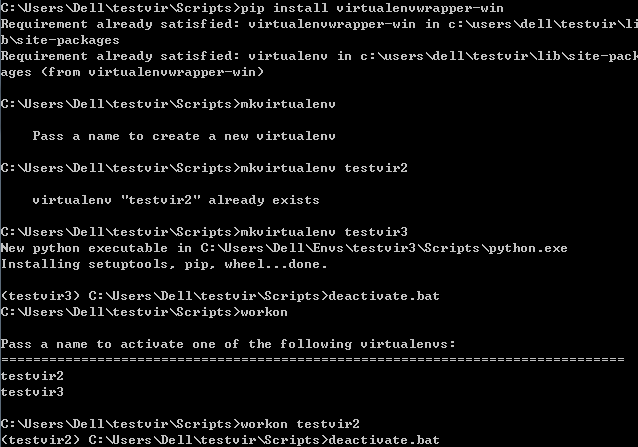 C:\Users\Dell\testvir\Scripts>pip install virtualenvwrapper-win
Requirement already satisfied: virtualenvwrapper-win in c:\users\dell\testvir\li
b\site-packages
Requirement already satisfied: virtualenv in c:\users\dell\testvir\lib\site-pack
ages (from virtualenvwrapper-win)
C:\Users\Dell\testvir\Scripts>mkvirtualenv
Pass a name to create a new virtualenv
C:\Users\Dell\testvir\Scripts>mkvirtualenv testvir2
virtualenv "testvir2" already exists
C:\Users\Dell\testvir\Scripts>mkvirtualenv testvir3
New python executable in C:\Users\Dell\Envs\testvir3\Scripts\python.exe
Installing setuptools, pip, wheel...done.
(testvir3) C:\Users\Dell\testvir\Scripts>deactivate.bat
C:\Users\Dell\testvir\Scripts>workon
Pass a name to activate one of the following virtualenvs:
==============================================================================
testvir2
testvir3
C:\Users\Dell\testvir\Scripts>workon testvir2
(testvir2) C:\Users\Dell\testvir\Scripts>deactivate.bat